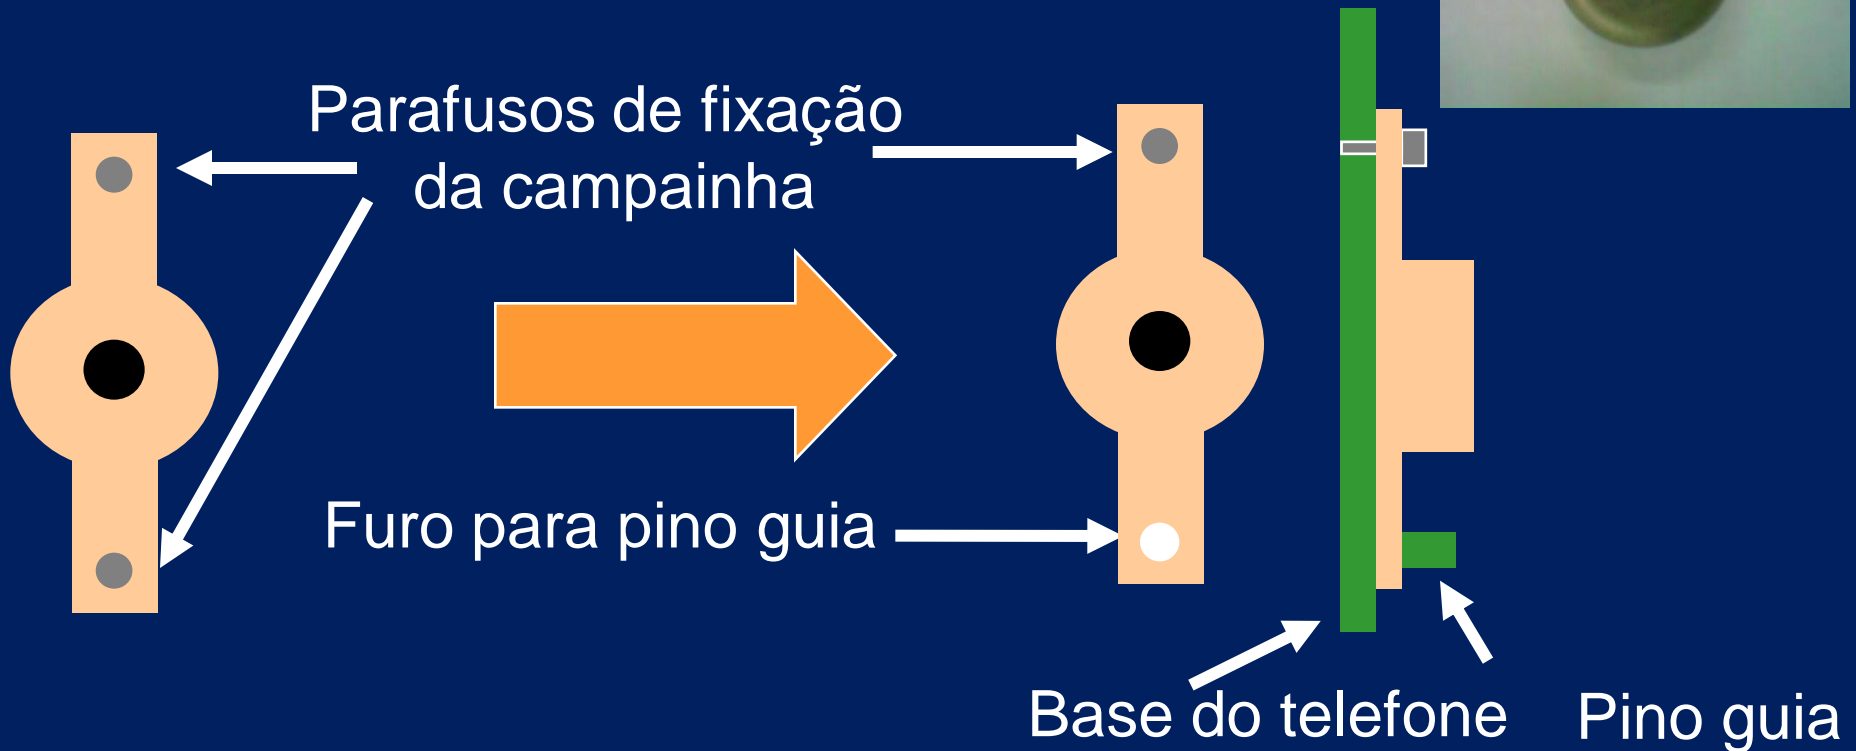 Parafusos de fixação
da campainha
Furo para pino guia
Base do telefone
Pino guia